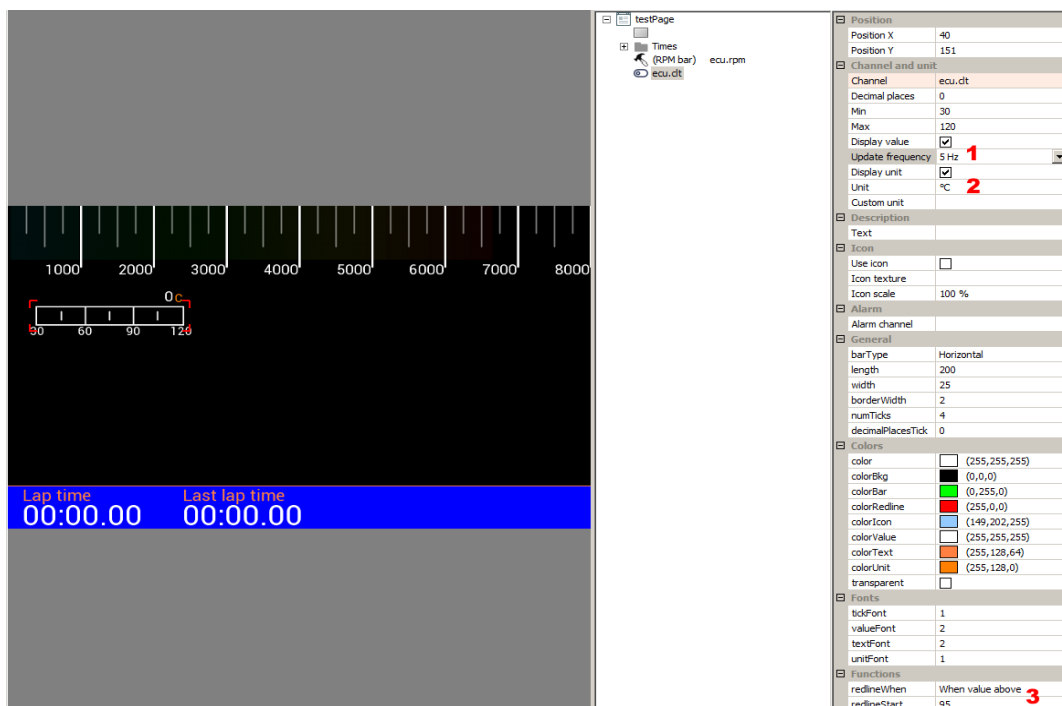 1000 2000 3000 4000 5000 6000 7000 8000
0 c
30 60 90 120
Lap time Last lap time
00:00.00 00:00.00
testPage
Times
(RPM bar) ecu.rpm
ecu.clt
Position
Position X 40
Position Y 151
Channel and unit
Channel ecu.clt
Decimal places 0
Min 30
Max 120
Display value
Update frequency 5 Hz 1
Display unit
Unit °C 2
Custom unit
Description
Text
Icon
Use icon
Icon texture
Icon scale 100 %
Alarm
Alarm channel
General
barType Horizontal
length 200
width 25
borderWidth 2
numTicks 4
decimalPlacesTick 0
Colors
color (255,255,255)
colorBkg (0,0,0)
colorBar (0,255,0)
colorRedline (255,0,0)
colorIcon (149,202,255)
colorValue (255,255,255)
colorText (255,128,64)
colorUnit (255,128,0)
transparent
Fonts
tickFont 1
valueFont 2
textFont 2
unitFont 1
Functions
redlineWhen When value above 3
redlineStart 95